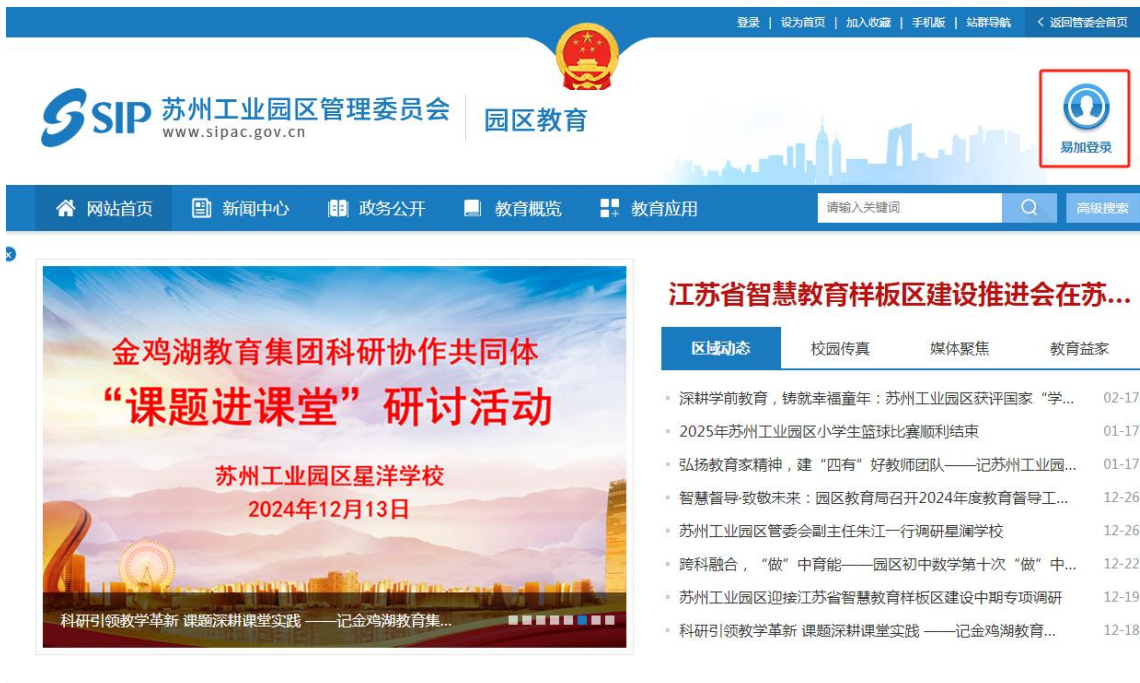 登录 | 设为首页 | 加入收藏 | 手机版 | 站群导航 < 返回管委会首页
SIP 苏州工业园区管理委员会
www.sipac.gov.cn
园区教育
易加登录
网站首页 新闻中心 政务公开 教育概览 教育应用 请输入关键词 高级搜索
金鸡湖教育集团科研协作共同体
“课题进课堂”研讨活动
苏州工业园区星洋学校
2024年12月13日
科研引领教学革新 课题深耕课堂实践 ——记金鸡湖教育集...
江苏省智慧教育样板区建设推进会在苏...
区域动态 校园传真 媒体聚焦 教育益家
深耕学前教育，铸就幸福童年：苏州工业园区获评国家“学... 02-17
2025年苏州工业园区小学生篮球比赛顺利结束 01-17
弘扬教育家精神，建“四有”好教师团队——记苏州工业园... 01-17
智慧督导·致敬未来：园区教育局召开2024年度教育督导工... 12-26
苏州工业园区管委会副主任朱江一行调研星澜学校 12-26
跨科融合，“做”中育能——园区初中数学第十次“做”中... 12-22
苏州工业园区迎接江苏省智慧教育样板区建设中期专项调研 12-19
科研引领教学革新 课题深耕课堂实践 ——记金鸡湖教育... 12-18